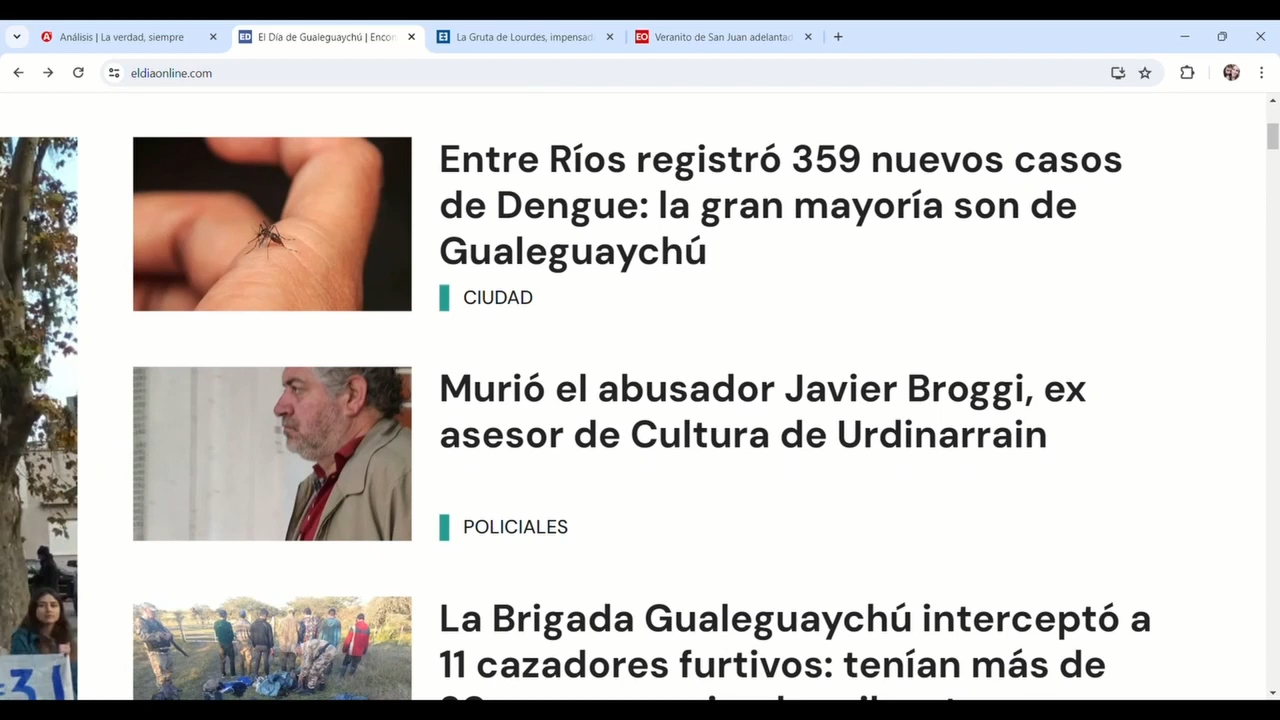 Análisis | La verdad, siempre
El Día de Gualeguaychú | Encon
La Gruta de Lourdes, impensad
Veranito de San Juan adelantad
eldiaonline.com
Entre Ríos registró 359 nuevos casos
de Dengue: la gran mayoría son de
Gualeguaychú
CIUDAD
Murió el abusador Javier Broggi, ex
asesor de Cultura de Urdinarrain
POLICIALES
La Brigada Gualeguaychú interceptó a
11 cazadores furtivos: tenían más de